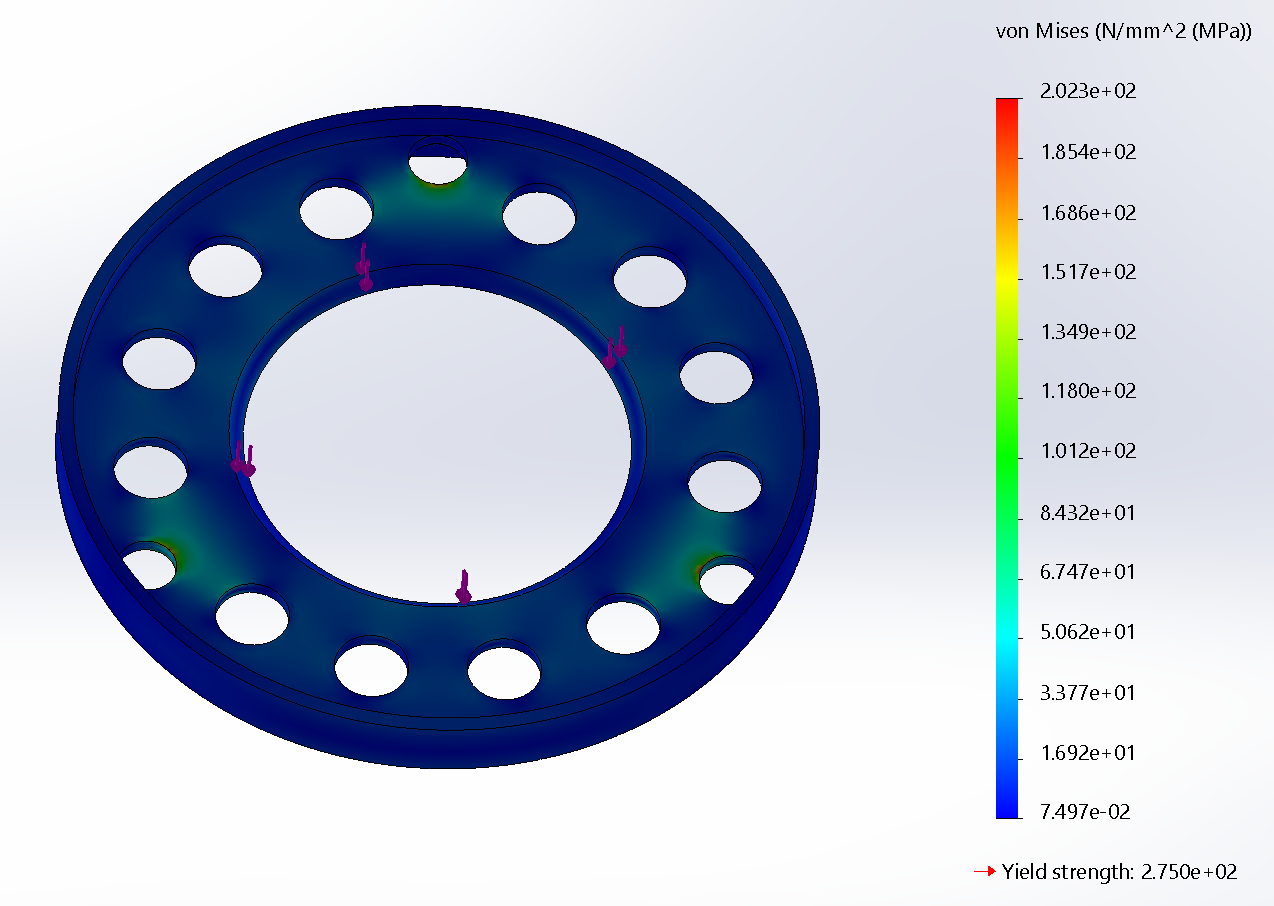 von Mises (N/mm^2 (MPa))
2.023e+02
1.854e+02
1.686e+02
1.517e+02
1.349e+02
1.180e+02
1.012e+02
8.432e+01
6.747e+01
5.062e+01
3.377e+01
1.692e+01
7.497e-02
Yield strength: 2.750e+02